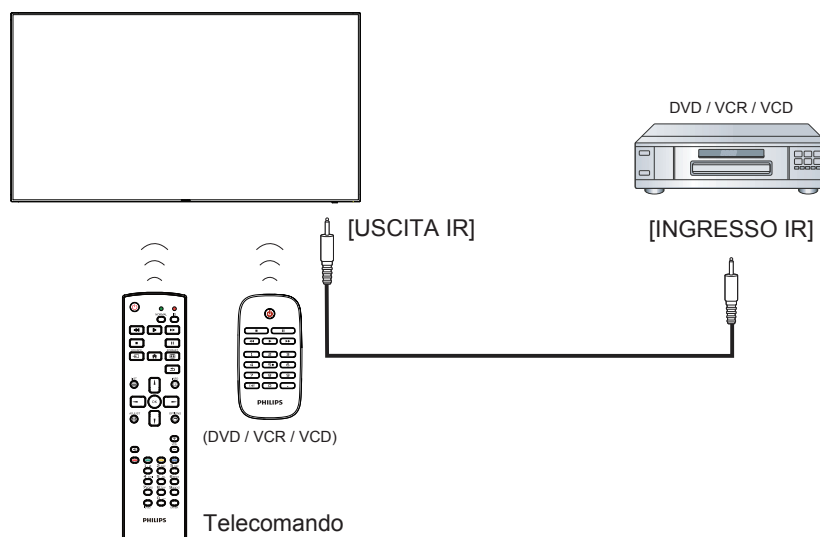 DVD / VCR / VCD
[USCITA IR]
[INGRESSO IR]
PHILIPS
(DVD / VCR / VCD)
PHILIPS
Telecomando